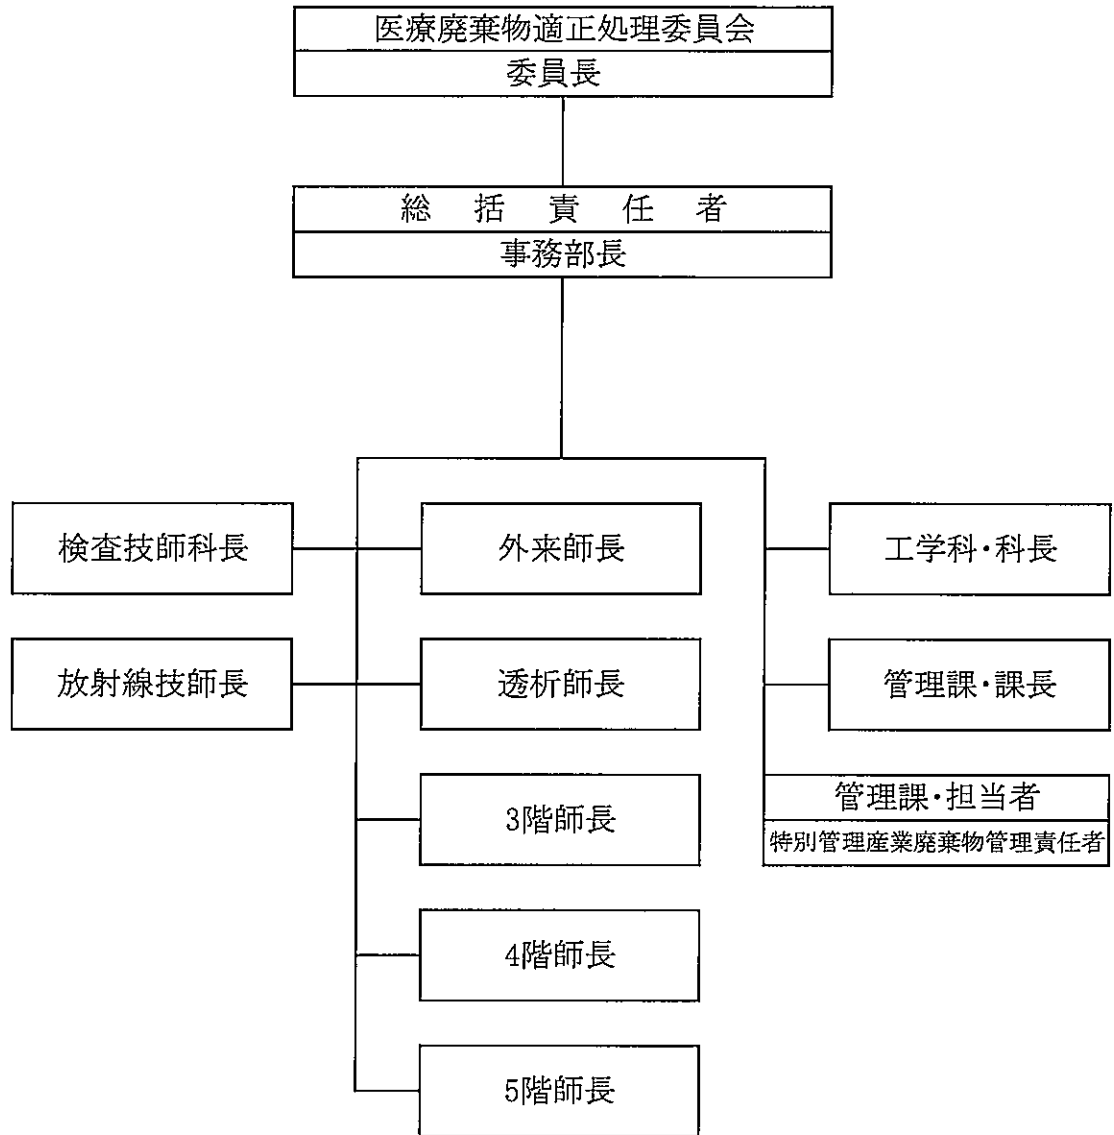 医療廃棄物適正処理委員会
委員長
総括責任者
事務部長
検査技師科長
外来師長
工学科・科長
放射線技師長
透析師長
管理課・課長
3階師長
管理課・担当者
特別管理産業廃棄物管理責任者
4階師長
5階師長